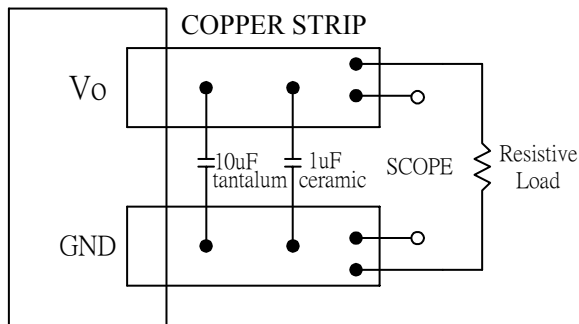 COPPER STRIP
Vo
10uF
tantalum
1uF
ceramic
SCOPE
Resistive
Load
GND